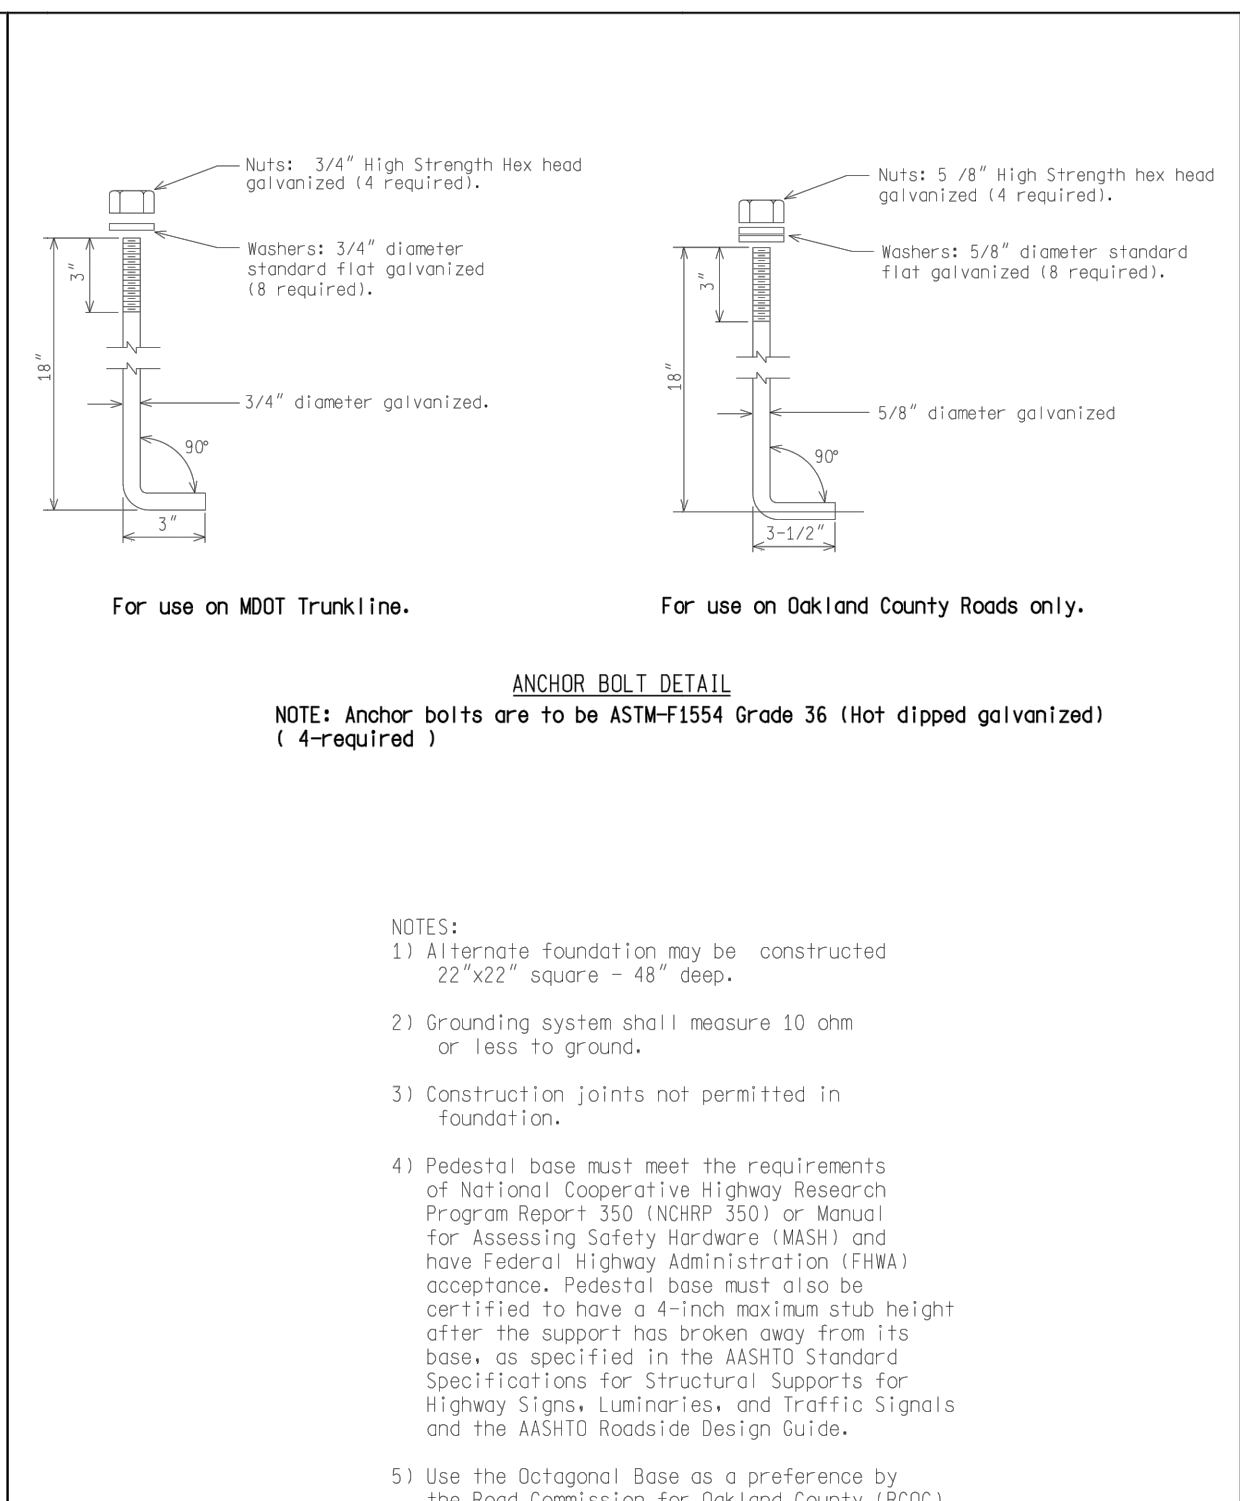 Nuts: 3/4" High Strength Hex head
galvanized (4 required).
Washers: 3/4" diameter
standard flat galvanized
(8 required).
3"
18"
3/4" diameter galvanized.
90°
3"
For use on MDOT Trunkline.
Nuts: 5 /8" High Strength hex head
galvanized (4 required).
Washers: 5/8" diameter standard
flat galvanized (8 required).
3"
18"
5/8" diameter galvanized
90°
3-1/2"
For use on Oakland County Roads only.
ANCHOR BOLT DETAIL
NOTE: Anchor bolts are to be ASTM-F1554 Grade 36 (Hot dipped galvanized)
( 4-required )
NOTES:
1) Alternate foundation may be constructed
22"x22" square - 48" deep.
2) Grounding system shall measure 10 ohm
or less to ground.
3) Construction joints not permitted in
foundation.
4) Pedestal base must meet the requirements
of National Cooperative Highway Research
Program Report 350 (NCHRP 350) or Manual
for Assessing Safety Hardware (MASH) and
have Federal Highway Administration (FHWA)
acceptance. Pedestal base must also be
certified to have a 4-inch maximum stub height
after the support has broken away from its
base, as specified in the AASHTO Standard
Specifications for Structural Supports for
Highway Signs, Luminaries, and Traffic Signals
and the AASHTO Roadside Design Guide.
5) Use the Octagonal Base as a preference by
the Road Commission for Oakland County (RCOC)